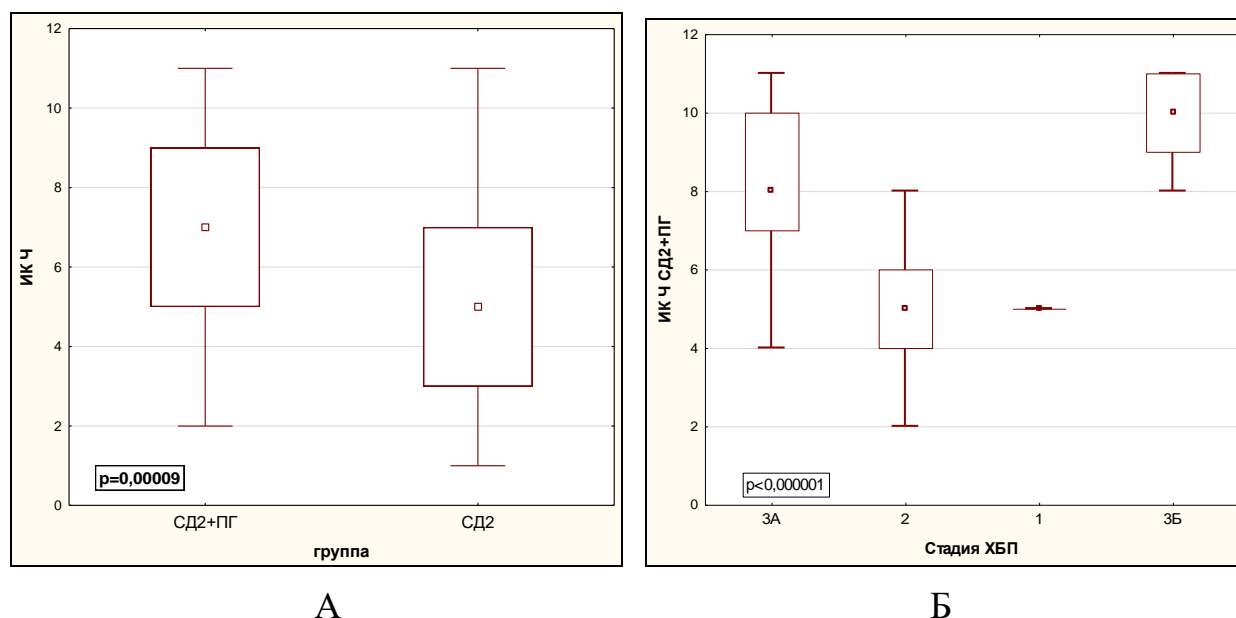 12
10
8
6
4
2
0
ИК Ч
p=0,00009
СД2+ПГ СД2
группа
А
12
10
8
6
4
2
0
ИК Ч СД2+ПГ
p<0,000001
3А 2 1 3Б
Стадия ХБП
Б